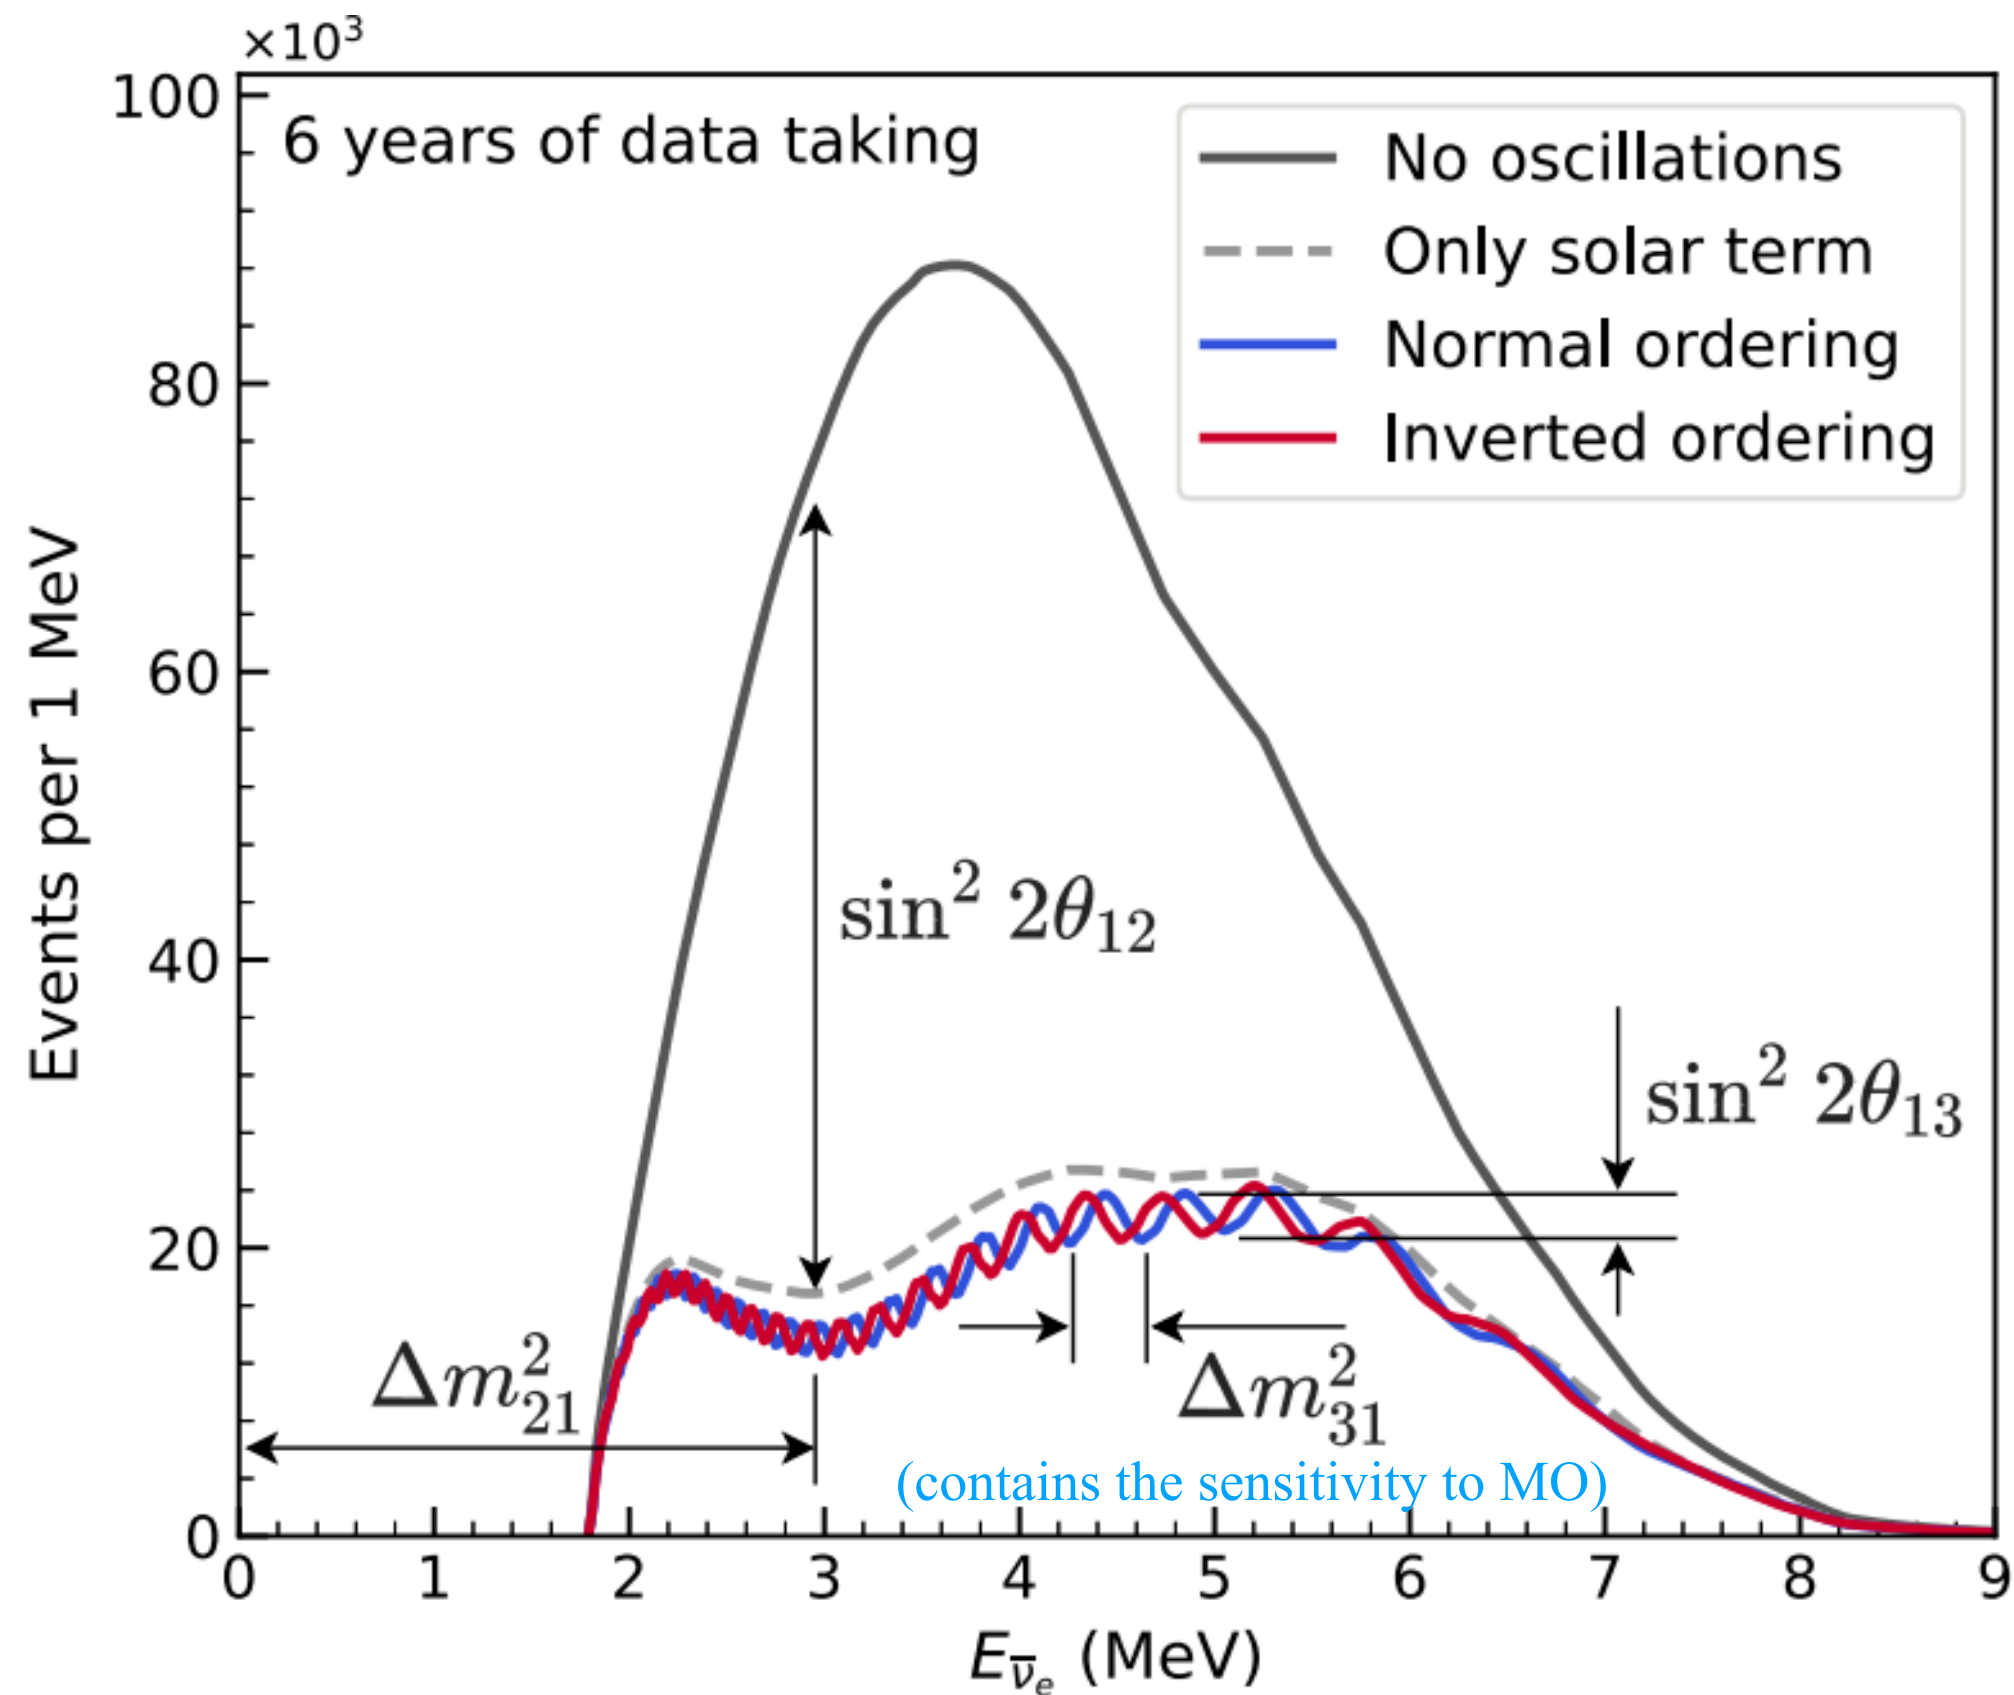 ×10³
100
80
60
40
20
0
Events per 1 MeV
6 years of data taking
No oscillations
Only solar term
Normal ordering
Inverted ordering
sin² 2θ₁₂
sin² 2θ₁₃
Δm²₂₁
Δm²₃₁
(contains the sensitivity to MO)
0 1 2 3 4 5 6 7 8 9
E_ν̅ₑ (MeV)